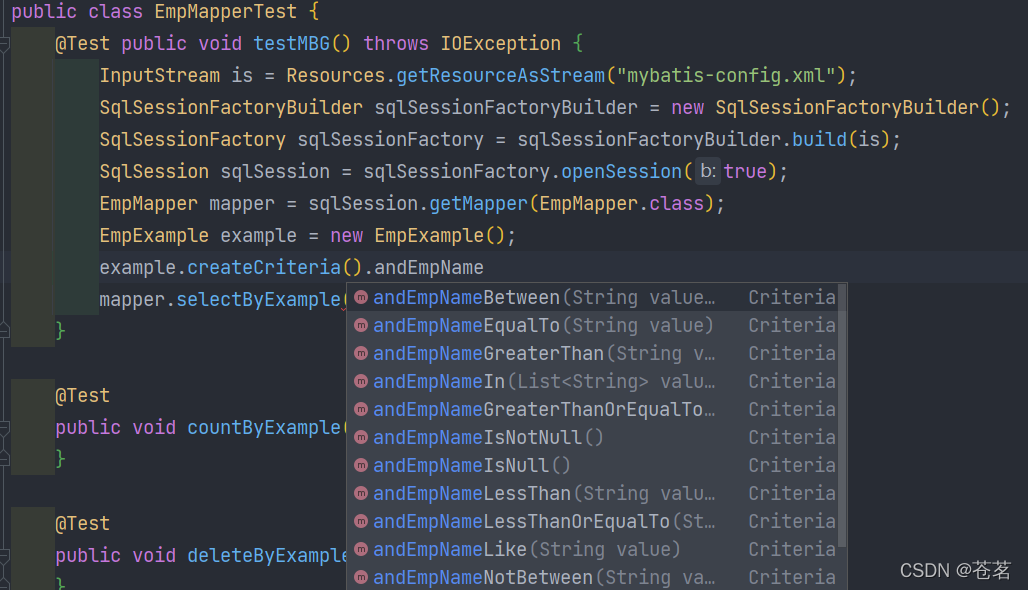 public class EmpMapperTest {
@Test public void testMBG() throws IOException {
InputStream is = Resources.getResourceAsStream("mybatis-config.xml");
SqlSessionFactoryBuilder sqlSessionFactoryBuilder = new SqlSessionFactoryBuilder();
SqlSessionFactory sqlSessionFactory = sqlSessionFactoryBuilder.build(is);
SqlSession sqlSession = sqlSessionFactory.openSession( b: true);
EmpMapper mapper = sqlSession.getMapper(EmpMapper.class);
EmpExample example = new EmpExample();
example.createCriteria().andEmpName
mapper.selectByExample(
m andEmpNameBetween(String value… Criteria
m andEmpNameEqualTo(String value) Criteria
}
m andEmpNameGreaterThan(String v… Criteria
m andEmpNameIn(List<String> valu… Criteria
@Test
m andEmpNameGreaterThanOrEqualTo… Criteria
public void countByExample(
m andEmpNameIsNotNull() Criteria
}
m andEmpNameIsNull() Criteria
m andEmpNameLessThan(String valu… Criteria
@Test
m andEmpNameLessThanOrEqualTo(St… Criteria
public void deleteByExample
m andEmpNameLike(String value) Criteria
}
m andEmpNameNotBetween(String va… Criteria
CSDN @苍茗